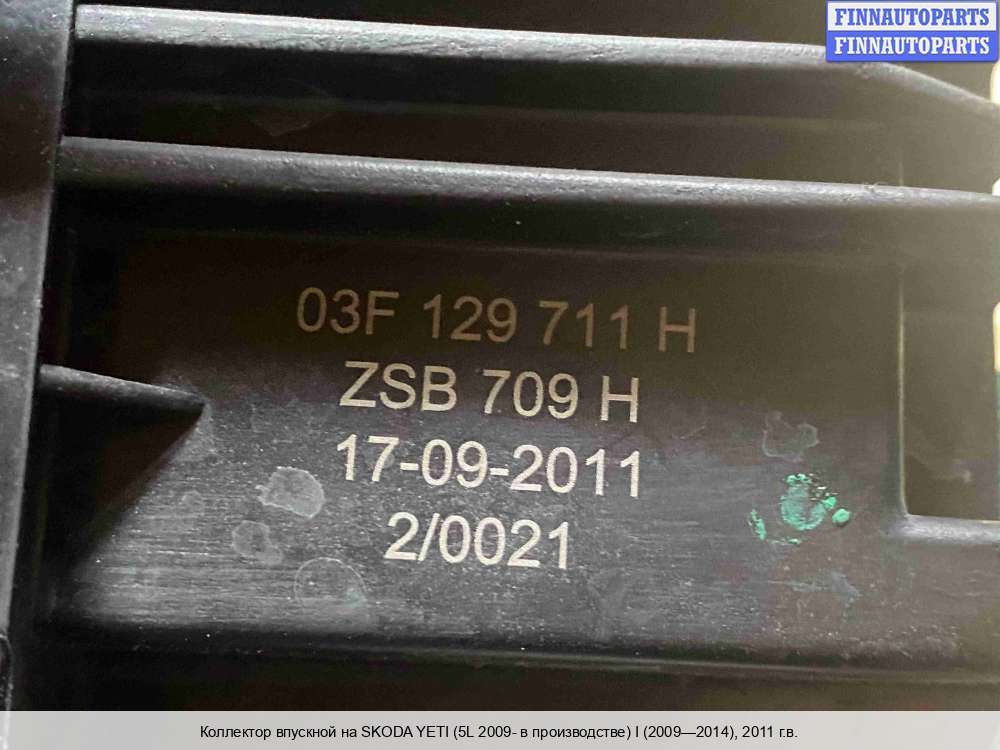 FINNAUTOPARTS
FINNAUTOPARTS
03F 129 711 H
ZSB 709 H
17-09-2011
2/0021
Коллектор впускной на SKODA YETI (5L 2009- в производстве) I (2009—2014), 2011 г.в.